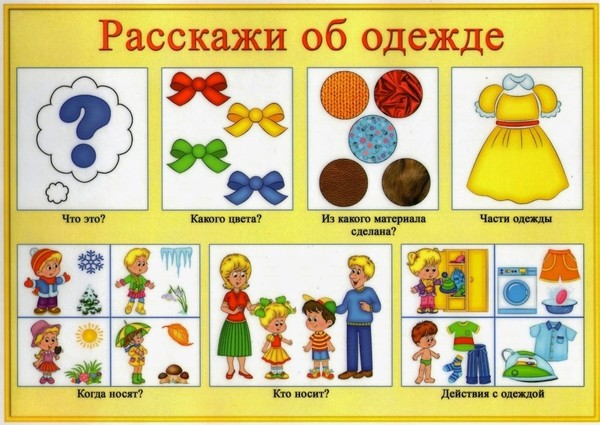 Расскажи об одежде
Что это?
Какого цвета?
Из какого материала
сделана?
Части одежды
Когда носят?
Кто носит?
Действия с одеждой